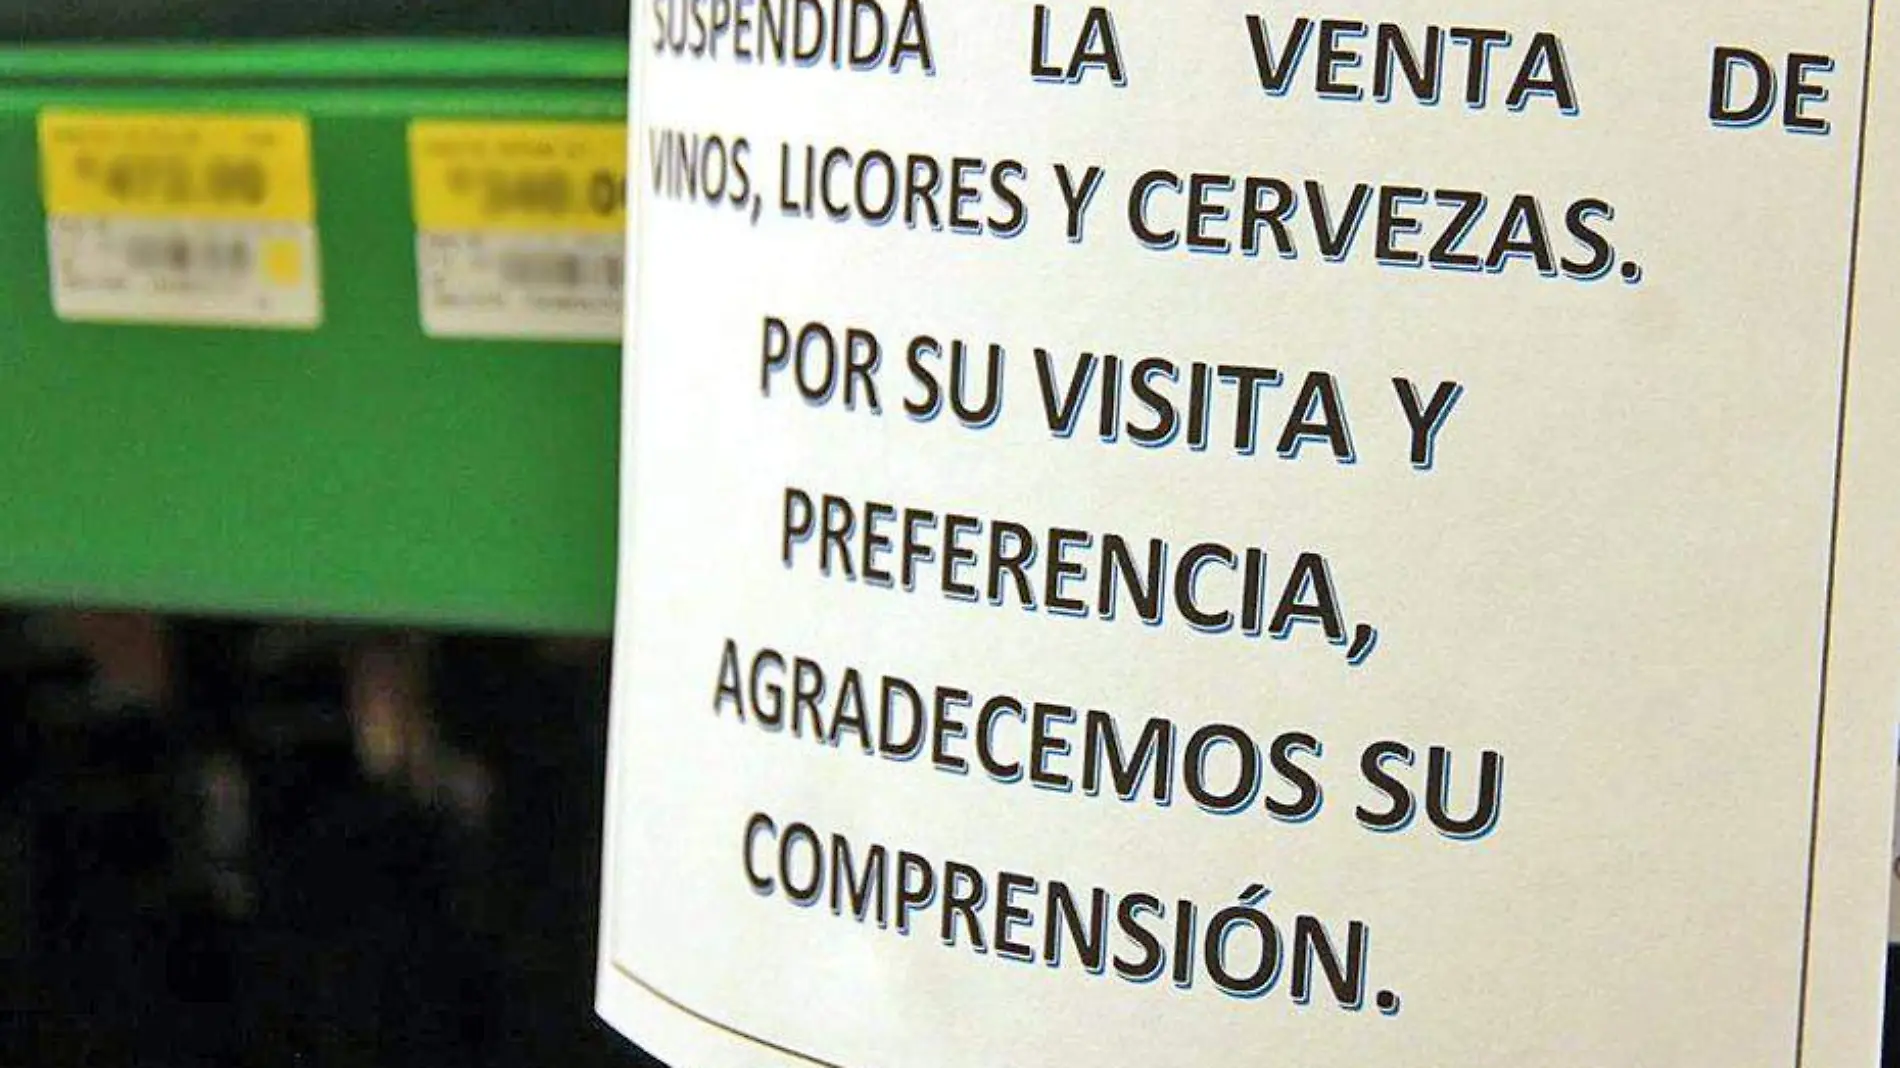 SUSPENDIDA LA VENTA DE
VINOS, LICORES Y CERVEZAS.
POR SU VISITA Y
PREFERENCIA,
AGRADECEMOS SU
COMPRENSIÓN.